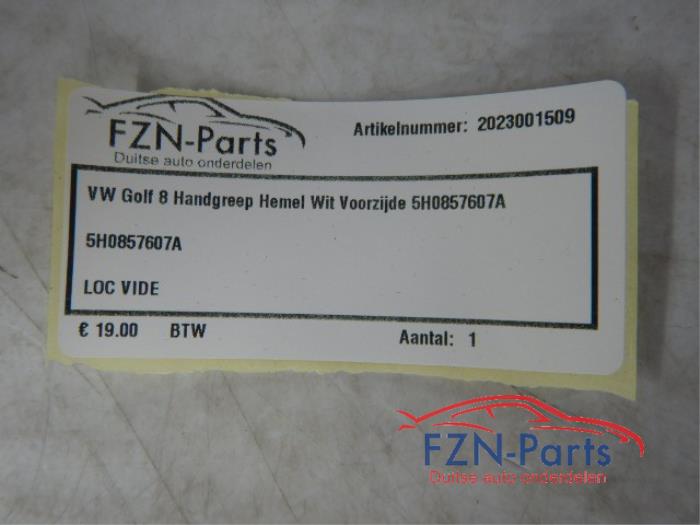 FZN-Parts
Duitse auto onderdelen
Artikelnummer: 2023001509
VW Golf 8 Handgreep Hemel Wit Voorzijde 5H0857607A
5H0857607A
LOC VIDE
€ 19.00 BTW
Aantal: 1
FZN-Parts
Duitse auto onderdelen